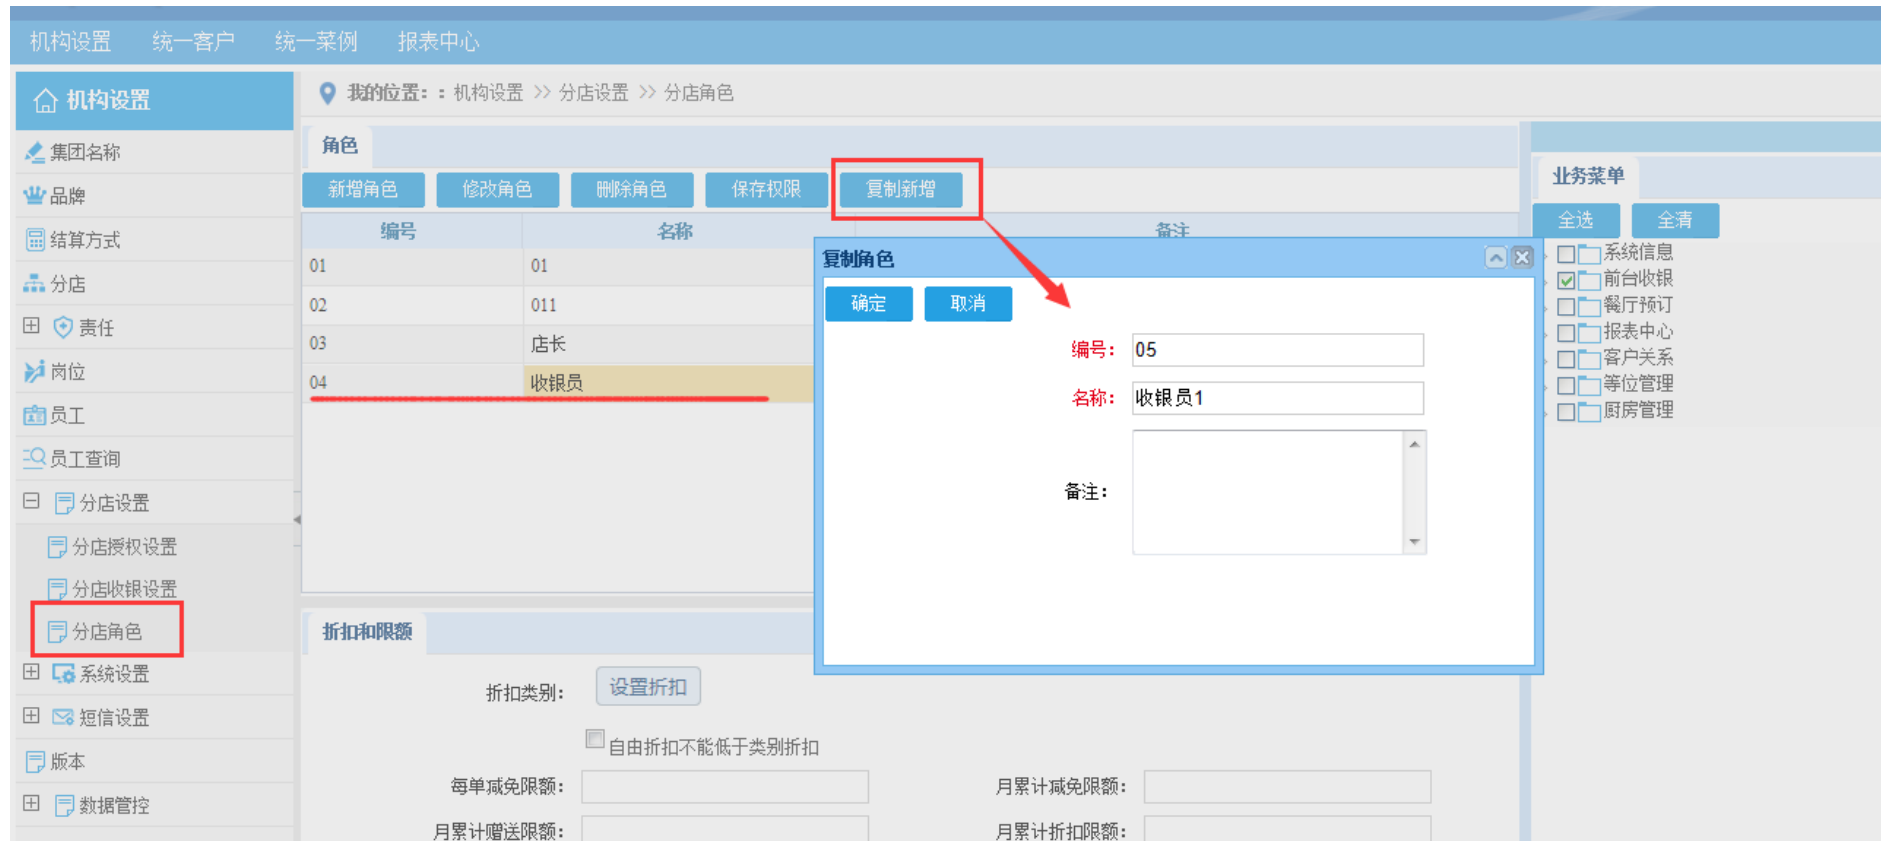 机构设置 统一客户 统一菜例 报表中心
机构设置
我的位置：: 机构设置 >> 分店设置 >> 分店角色
集团名称
品牌
结算方式
分店
责任
岗位
员工
员工查询
分店设置
分店授权设置
分店收银设置
分店角色
系统设置
短信设置
版本
数据管控
角色
新增角色 修改角色 删除角色 保存权限 复制新增
编号 名称 备注
01 01
02 011
03 店长
04 收银员
复制角色
确定 取消
编号： 05
名称： 收银员1
备注：
业务菜单
全选 全清
系统信息
前台收银
餐厅预订
报表中心
客户关系
等位管理
厨房管理
折扣和限额
折扣类别： 设置折扣
自由折扣不能低于类别折扣
每单减免限额： 月累计减免限额：
月累计赠送限额： 月累计折扣限额：